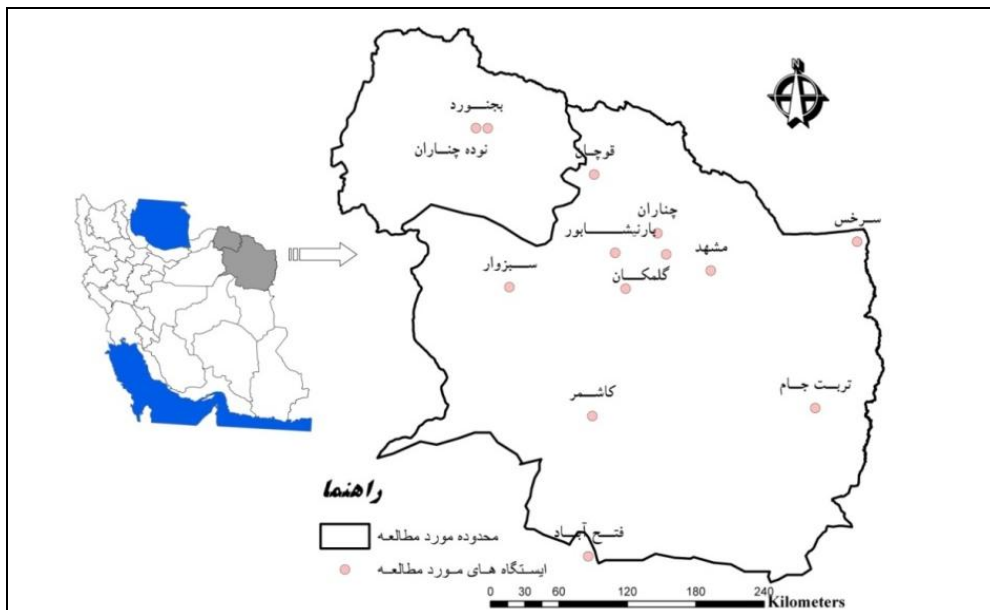 N
بجنورد
نوده چناران
قوچان
چناران
بارنیشابور
سرخس
مشهد
سبزوار
گلمکان
کاشمر
تربت جام
فتح آباد
راهنما
محدوده مورد مطالعه
ایستگاه های مورد مطالعه
0 30 60 120 180 240
Kilometers